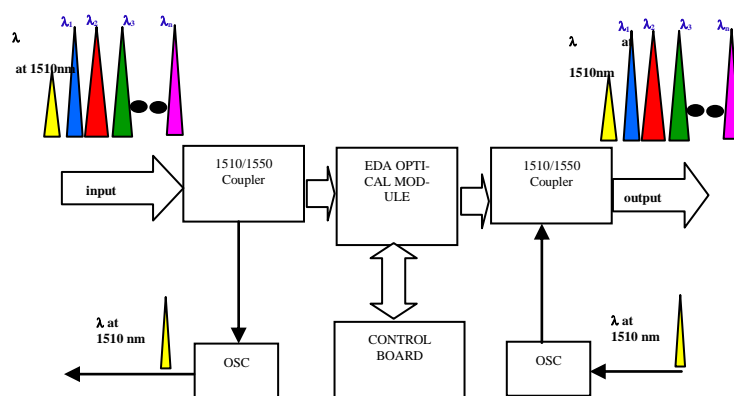 λ1 λ2 λ3 λn
λ
at 1510nm
λ1 λ2 λ3 λn
λ at
1510nm
input
1510/1550
Coupler
EDA OPTI-
CAL MOD-
ULE
1510/1550
Coupler
output
λ at
1510 nm
OSC
CONTROL
BOARD
OSC
λ at
1510 nm